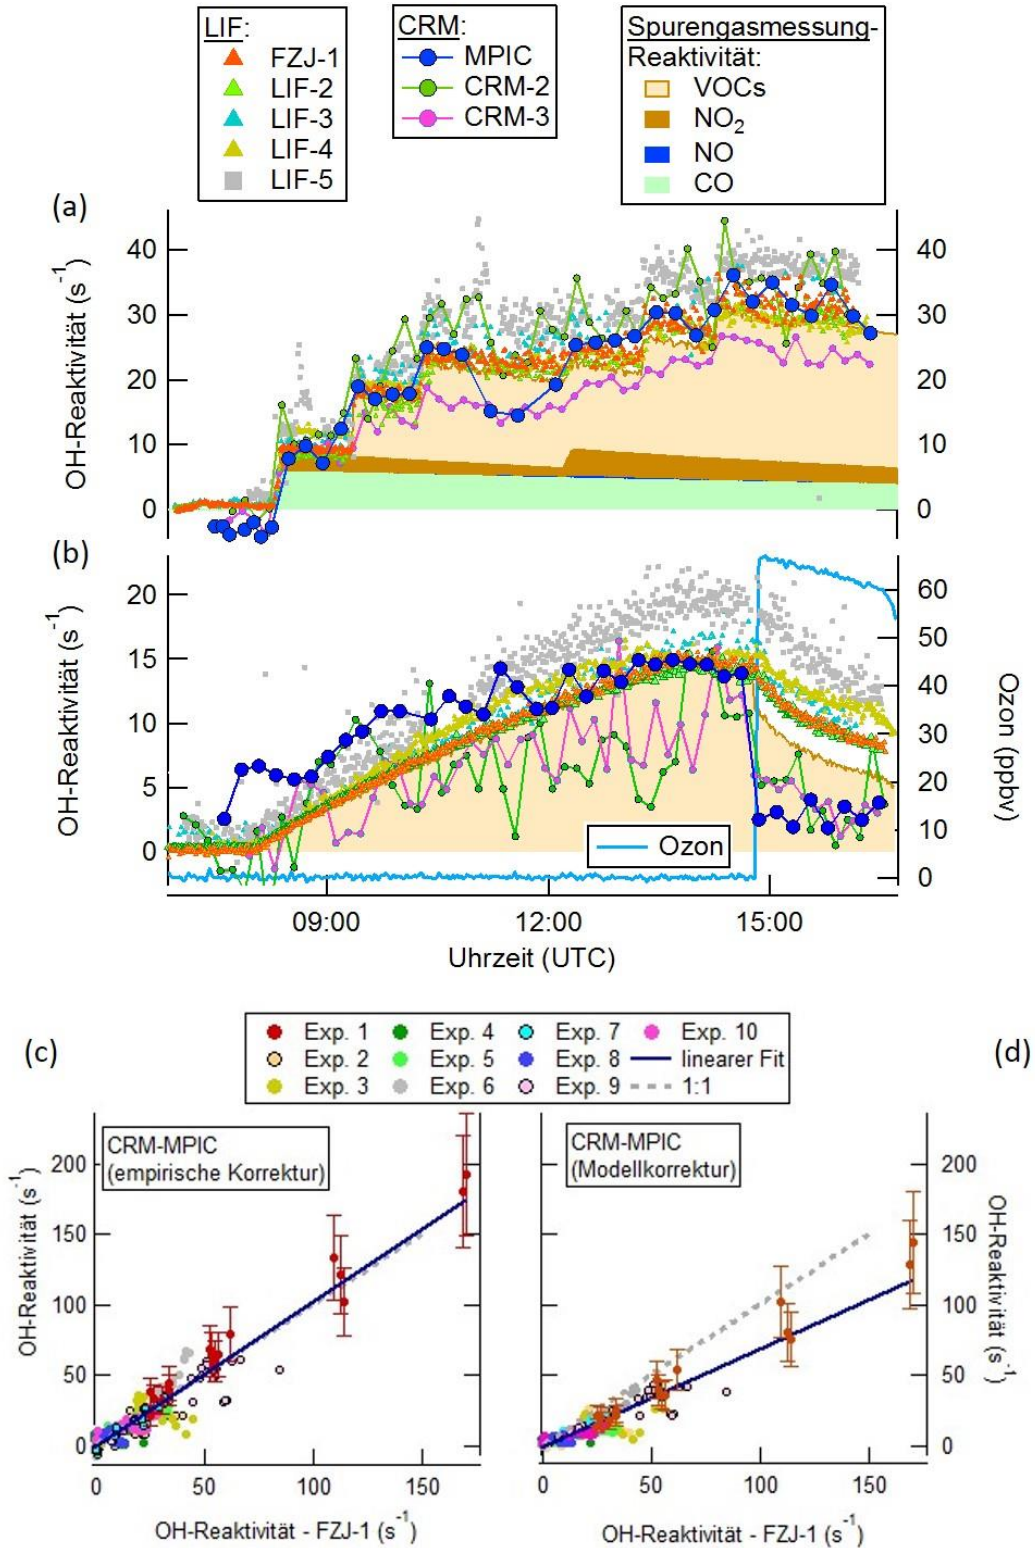 LIF:
FZJ-1
LIF-2
LIF-3
LIF-4
LIF-5
CRM:
MPIC
CRM-2
CRM-3
Spurengasmessung-
Reaktivität:
VOCs
NO2
NO
CO
(a)
OH-Reaktivität (s-1)
40
30
20
10
0
40
30
20
10
0
(b)
OH-Reaktivität (s-1)
20
15
10
5
0
60
50
40
30
20
10
0
Ozon (ppbv)
Ozon
09:00
12:00
15:00
Uhrzeit (UTC)
Exp. 1
Exp. 4
Exp. 7
Exp. 10
Exp. 2
Exp. 5
Exp. 8
linearer Fit
Exp. 3
Exp. 6
Exp. 9
1:1
(c)
CRM-MPIC
(empirische Korrektur)
OH-Reaktivität (s-1)
200
150
100
50
0
0
50
100
150
OH-Reaktivität - FZJ-1 (s-1)
(d)
CRM-MPIC
(Modellkorrektur)
200
150
100
50
0
OH-Reaktivität (s-1)
0
50
100
150
OH-Reaktivität - FZJ-1 (s-1)